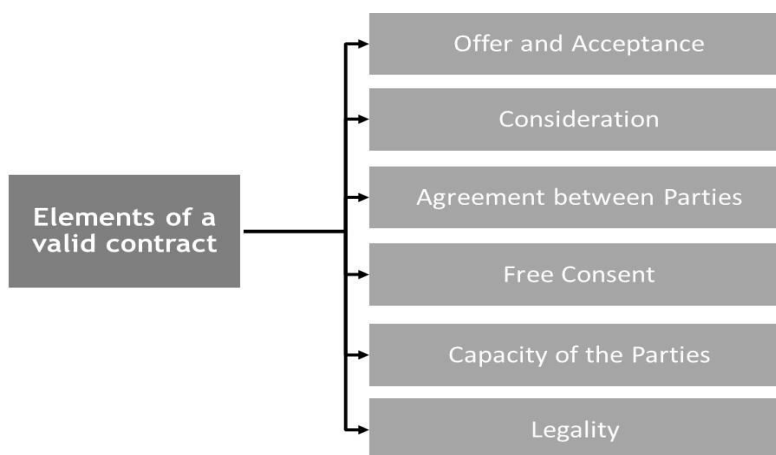 Elements of a
valid contract
Offer and Acceptance
Consideration
Agreement between Parties
Free Consent
Capacity of the Parties
Legality